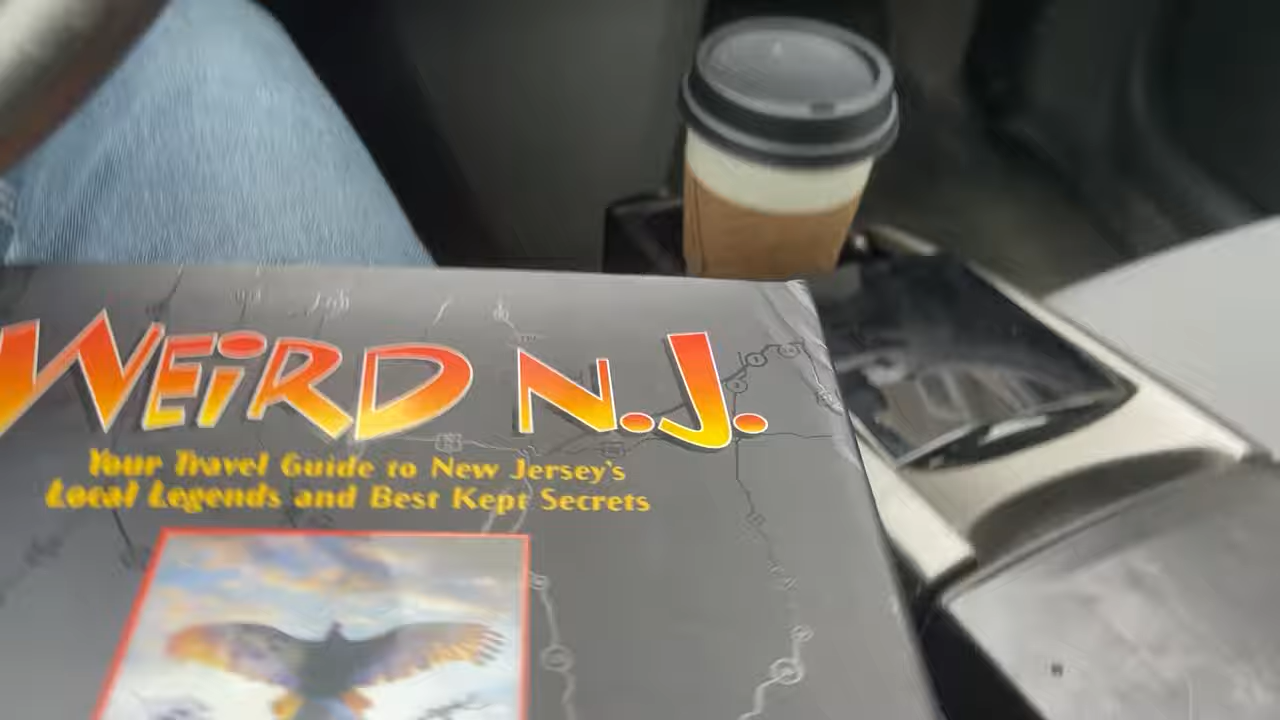 WEiRD N.J.
Your Travel Guide to New Jersey's
Local Legends and Best Kept Secrets